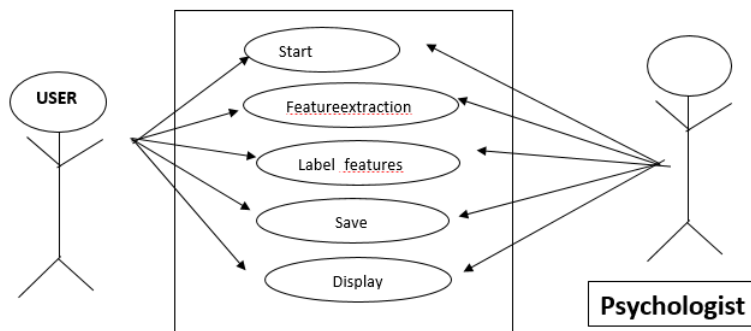 Start
USER
Featureextraction
Label features
Save
Display
Psychologist